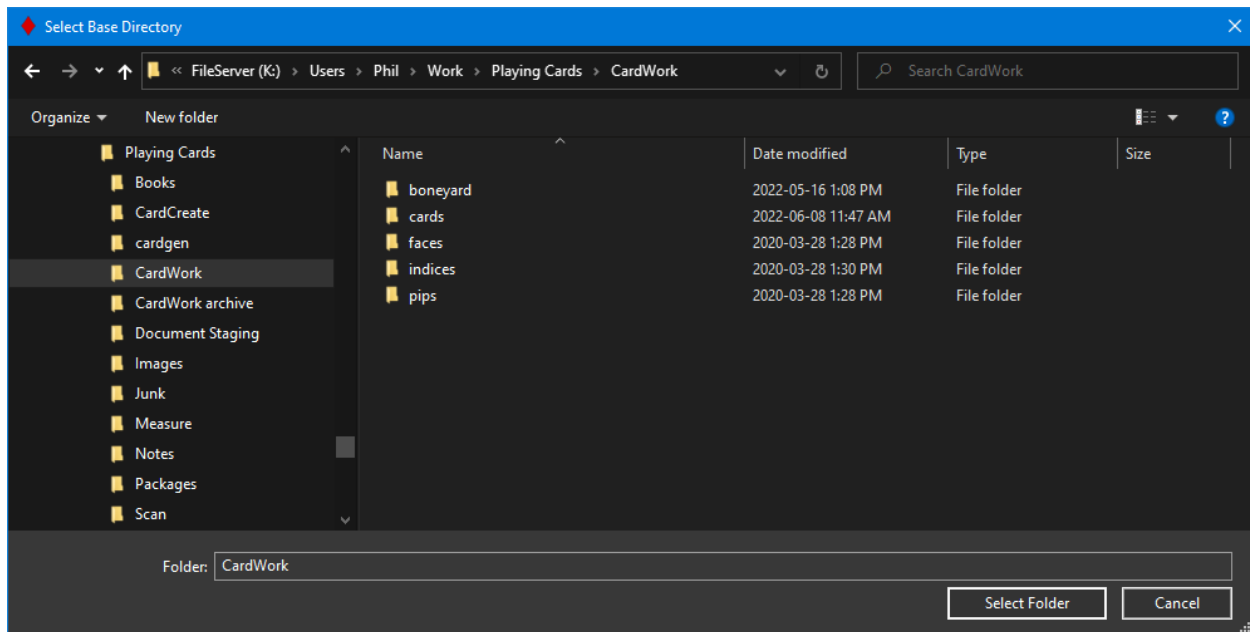 Select Base Directory
« FileServer (K:) > Users > Phil > Work > Playing Cards > CardWork
Search CardWork
Organize New folder ?
Playing Cards
Books
CardCreate
cardgen
CardWork
CardWork archive
Document Staging
Images
Junk
Measure
Notes
Packages
Scan
Name Date modified Type Size
boneyard 2022-05-16 1:08 PM File folder
cards 2022-06-08 11:47 AM File folder
faces 2020-03-28 1:28 PM File folder
indices 2020-03-28 1:30 PM File folder
pips 2020-03-28 1:28 PM File folder
Folder: CardWork
Select Folder Cancel